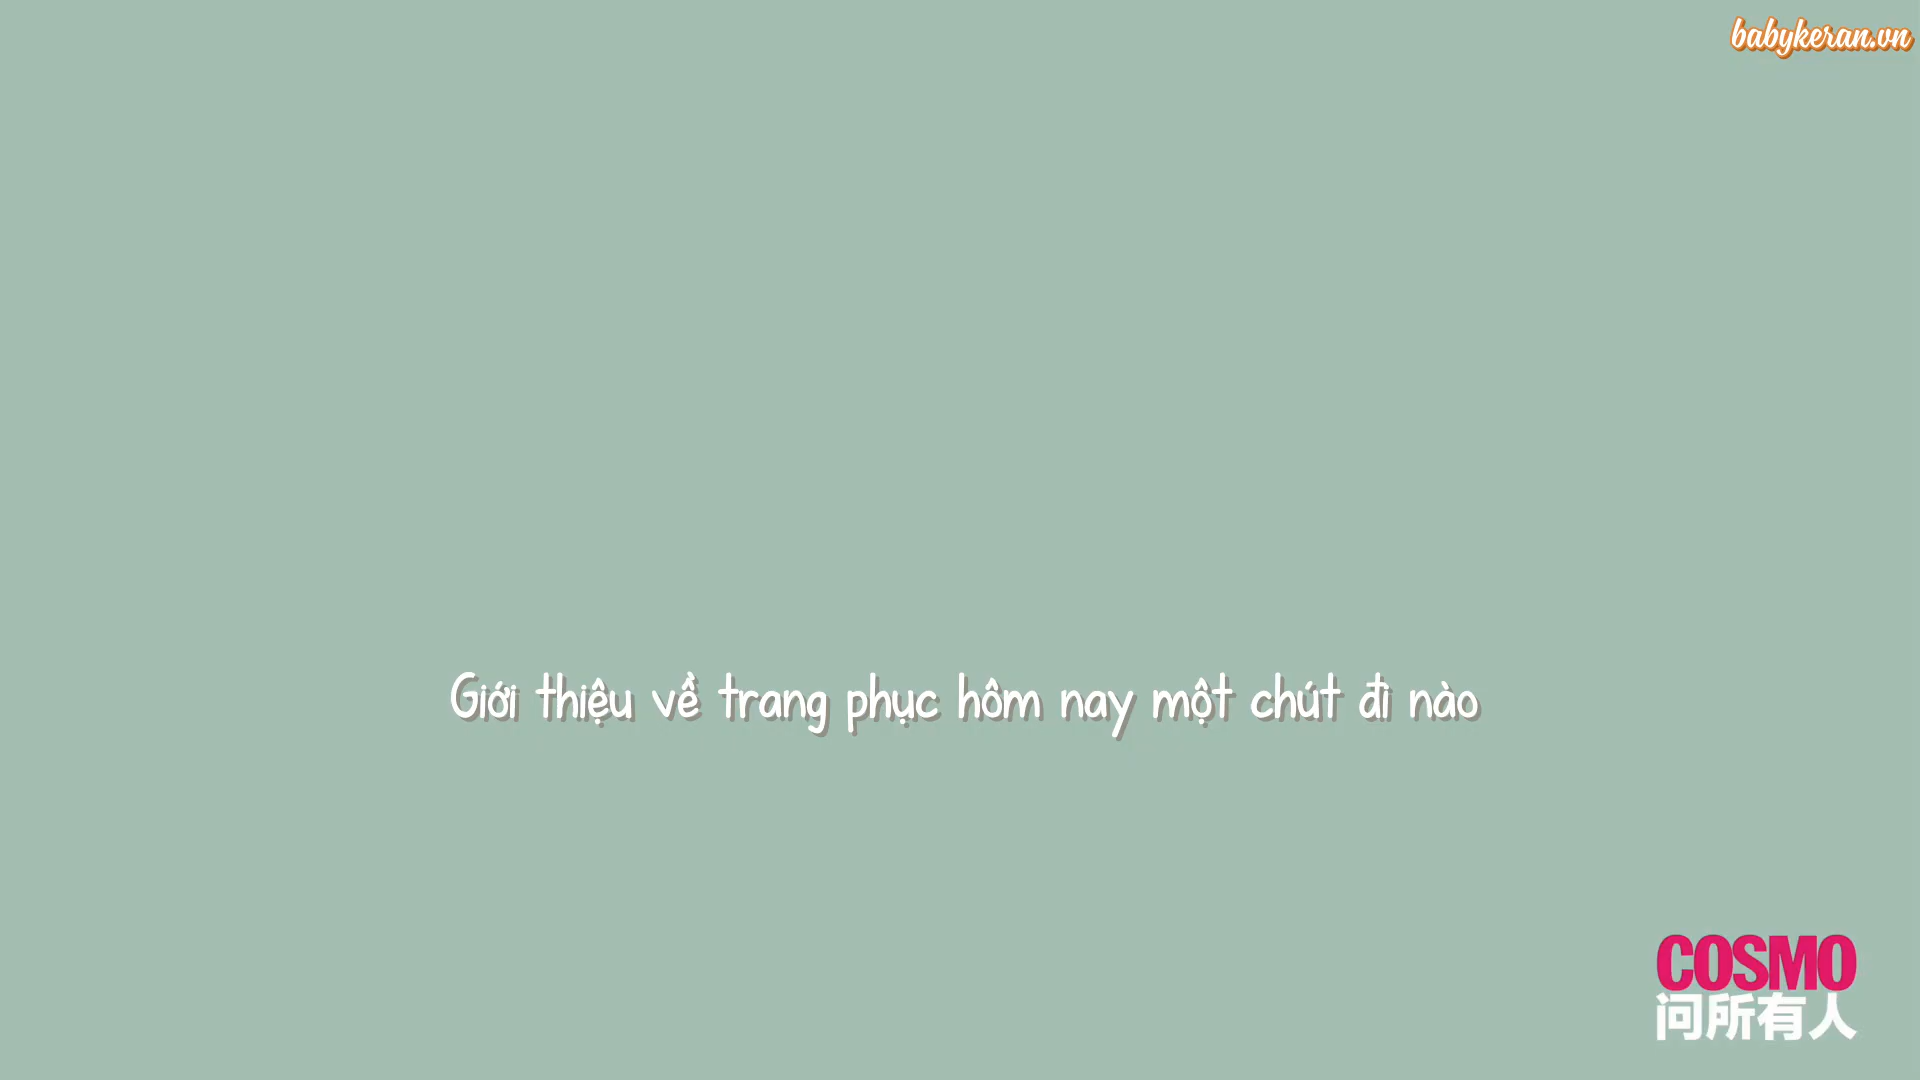 babykeran.vn
Giới thiệu về trang phục hôm nay một chút đi nào
COSMO
问所有人